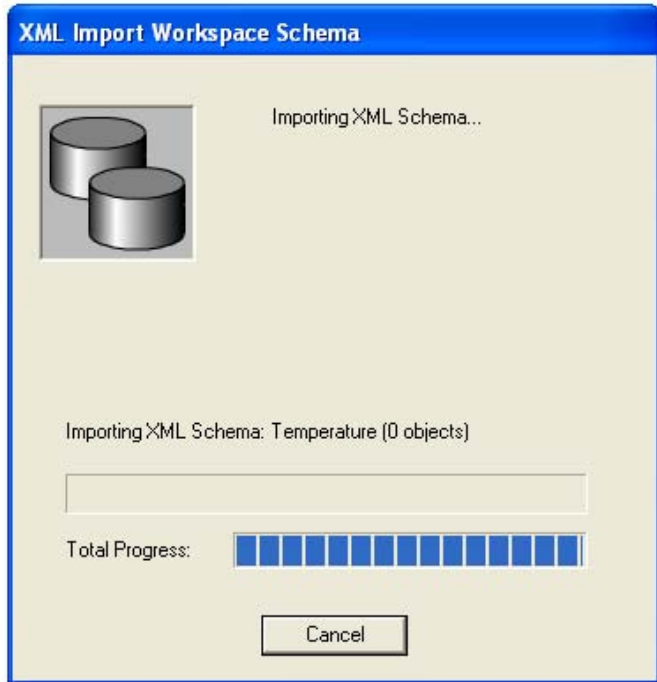 XML Import Workspace Schema
Importing XML Schema...
Importing XML Schema: Temperature (0 objects)
Total Progress:
Cancel